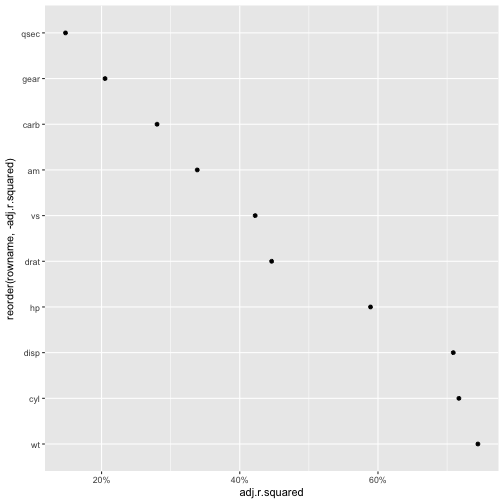 qsec
gear
carb
am
vs
drat
hp
disp
cyl
wt
reorder(rowname, -adj.r.squared)
20% 40% 60%
adj.r.squared